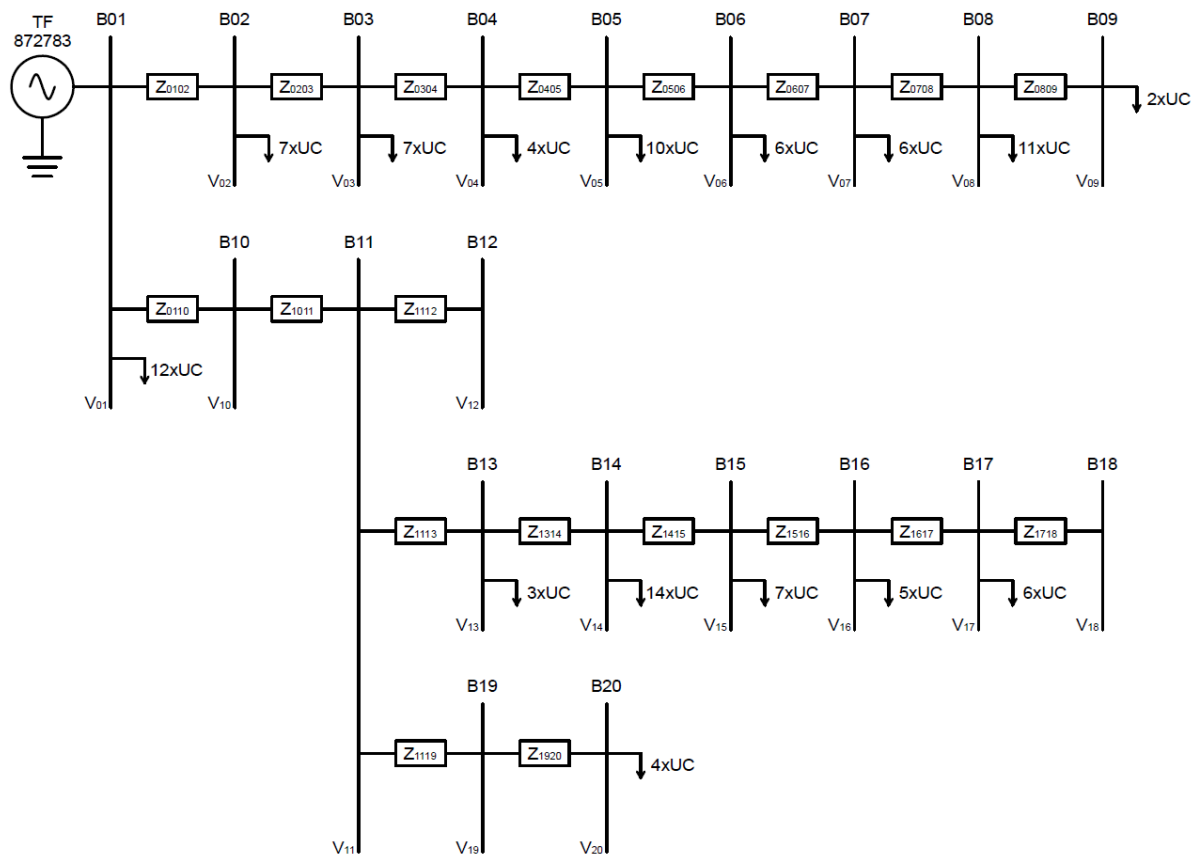 TF
872783
B01 B02 B03 B04 B05 B06 B07 B08 B09
Z0102 Z0203 Z0304 Z0405 Z0506 Z0607 Z0708 Z0809
2xUC
7xUC 7xUC 4xUC 10xUC 6xUC 6xUC 11xUC
V02 V03 V04 V05 V06 V07 V08 V09
B10 B11 B12
Z0110 Z1011 Z1112
12xUC
V01 V10 V12
B13 B14 B15 B16 B17 B18
Z1113 Z1314 Z1415 Z1516 Z1617 Z1718
3xUC 14xUC 7xUC 5xUC 6xUC
V13 V14 V15 V16 V17 V18
B19 B20
Z1119 Z1920
4xUC
V11 V19 V20